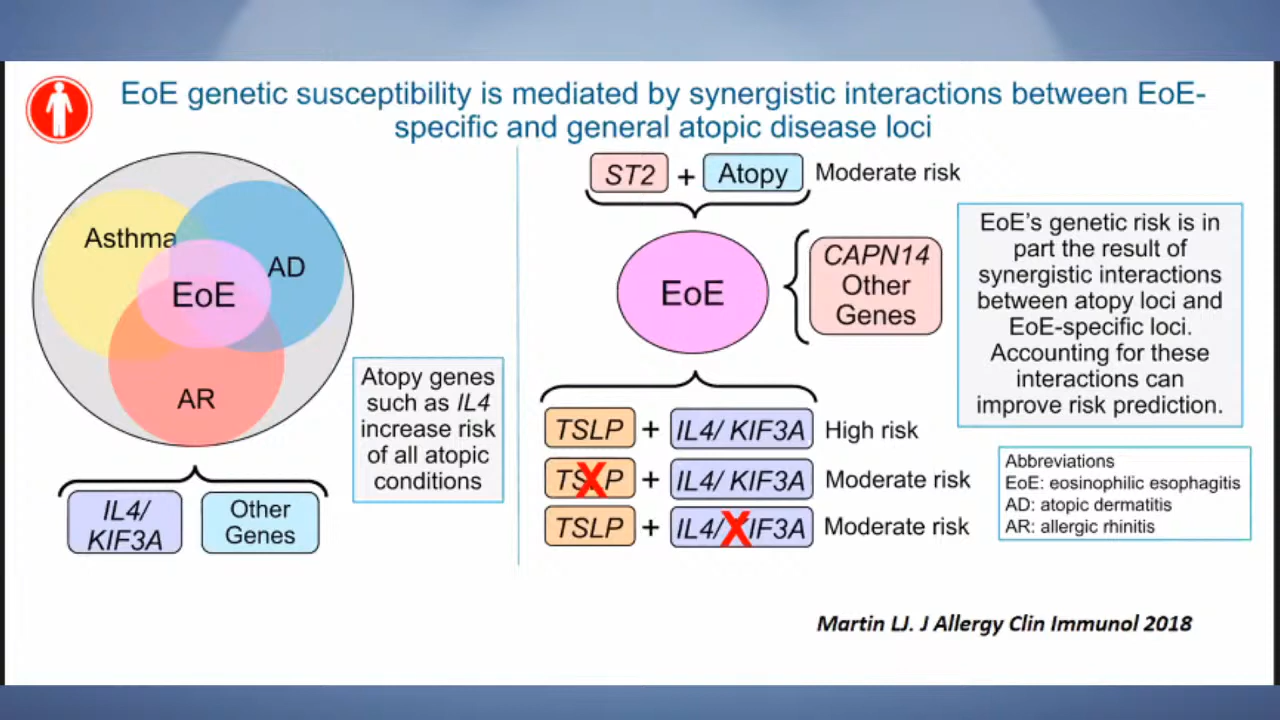 EoE genetic susceptibility is mediated by synergistic interactions between EoE-
specific and general atopic disease loci
Asthma
AD
EoE
AR
IL4/
KIF3A
Other
Genes
Atopy genes
such as IL4
increase risk
of all atopic
conditions
ST2 + Atopy Moderate risk
EoE
CAPN14
Other
Genes
TSLP + IL4/ KIF3A High risk
TSLP + IL4/ KIF3A Moderate risk
TSLP + IL4/ KIF3A Moderate risk
EoE's genetic risk is in
part the result of
synergistic interactions
between atopy loci and
EoE-specific loci.
Accounting for these
interactions can
improve risk prediction.
Abbreviations
EoE: eosinophilic esophagitis
AD: atopic dermatitis
AR: allergic rhinitis
Martin LJ. J Allergy Clin Immunol 2018